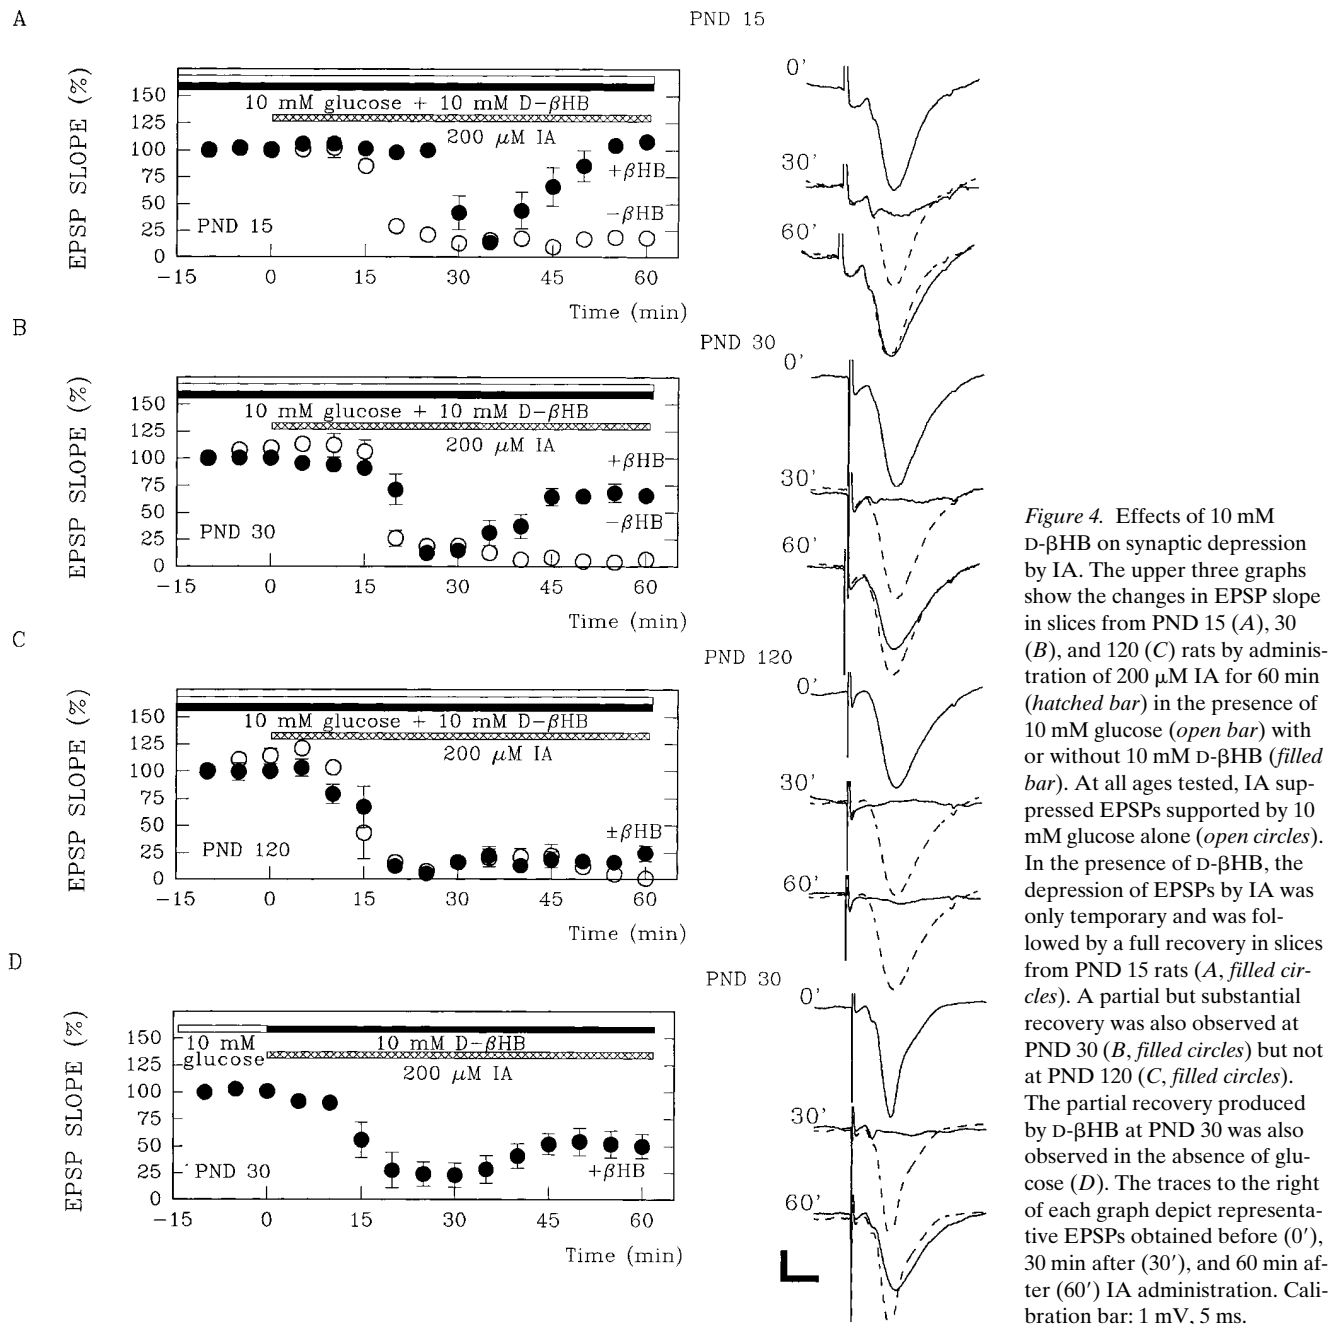 A
PND 15
EPSP SLOPE (%)
150
125
100
75
50
25
0
10 mM glucose + 10 mM D-βHB
200 μM IA
+βHB
-βHB
PND 15
-15 0 15 30 45 60
Time (min)
0'
30'
60'
B
PND 30
EPSP SLOPE (%)
150
125
100
75
50
25
0
10 mM glucose + 10 mM D-βHB
200 μM IA
+βHB
-βHB
PND 30
-15 0 15 30 45 60
Time (min)
0'
30'
60'
C
PND 120
EPSP SLOPE (%)
150
125
100
75
50
25
0
10 mM glucose + 10 mM D-βHB
200 μM IA
±βHB
PND 120
-15 0 15 30 45 60
Time (min)
0'
30'
60'
D
PND 30
EPSP SLOPE (%)
150
125
100
75
50
25
0
10 mM
glucose
10 mM D-βHB
200 μM IA
+βHB
PND 30
-15 0 15 30 45 60
Time (min)
0'
30'
60'
Figure 4. Effects of 10 mM
D-βHB on synaptic depression
by IA. The upper three graphs
show the changes in EPSP slope
in slices from PND 15 (A), 30
(B), and 120 (C) rats by adminis-
tration of 200 μM IA for 60 min
(hatched bar) in the presence of
10 mM glucose (open bar) with
or without 10 mM D-βHB (filled
bar). At all ages tested, IA sup-
pressed EPSPs supported by 10
mM glucose alone (open circles).
In the presence of D-βHB, the
depression of EPSPs by IA was
only temporary and was fol-
lowed by a full recovery in slices
from PND 15 rats (A, filled cir-
cles). A partial but substantial
recovery was also observed at
PND 30 (B, filled circles) but not
at PND 120 (C, filled circles).
The partial recovery produced
by D-βHB at PND 30 was also
observed in the absence of glu-
cose (D). The traces to the right
of each graph depict representa-
tive EPSPs obtained before (0′),
30 min after (30′), and 60 min af-
ter (60′) IA administration. Cali-
bration bar: 1 mV, 5 ms.